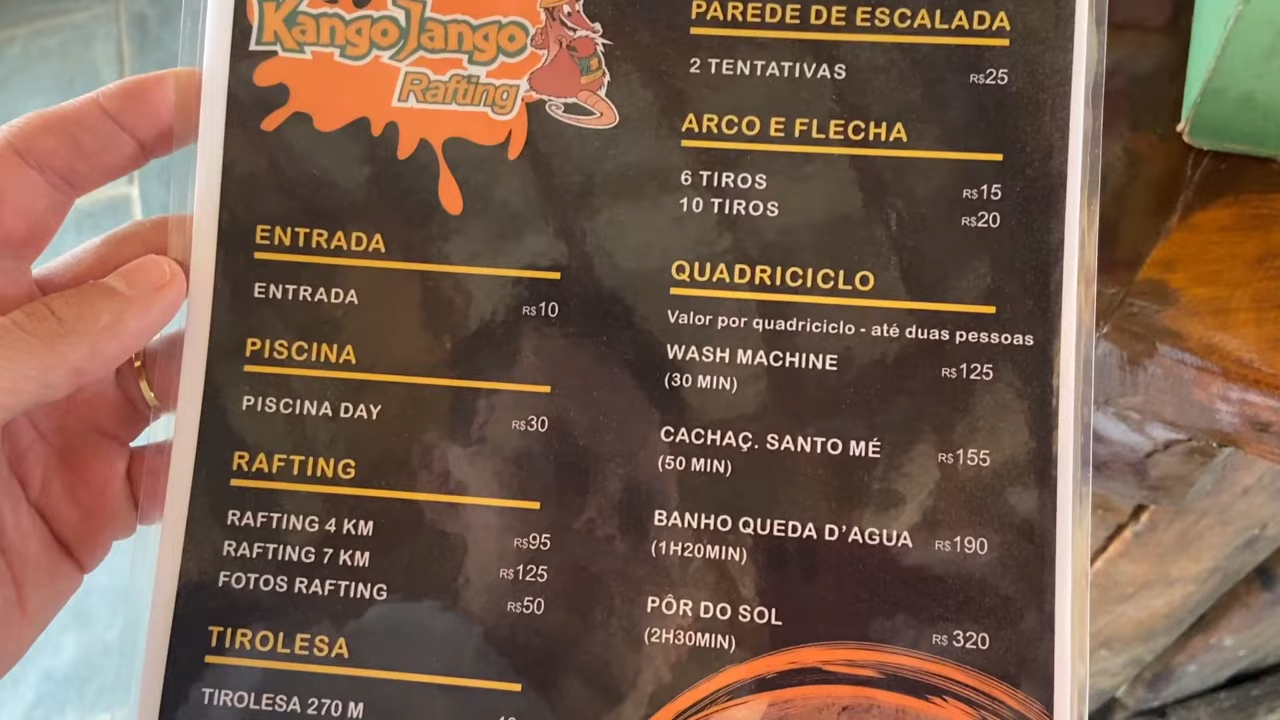 KangoJango
Rafting
ENTRADA
ENTRADA R$10
PISCINA
PISCINA DAY R$30
RAFTING
RAFTING 4 KM R$95
RAFTING 7 KM R$125
FOTOS RAFTING R$50
TIROLESA
TIROLESA 270 M
PAREDE DE ESCALADA
2 TENTATIVAS R$25
ARCO E FLECHA
6 TIROS R$15
10 TIROS R$20
QUADRICICLO
Valor por quadriciclo - até duas pessoas
WASH MACHINE R$125
(30 MIN)
CACHAÇ. SANTO MÉ R$155
(50 MIN)
BANHO QUEDA D'AGUA R$190
(1H20MIN)
PÔR DO SOL R$ 320
(2H30MIN)